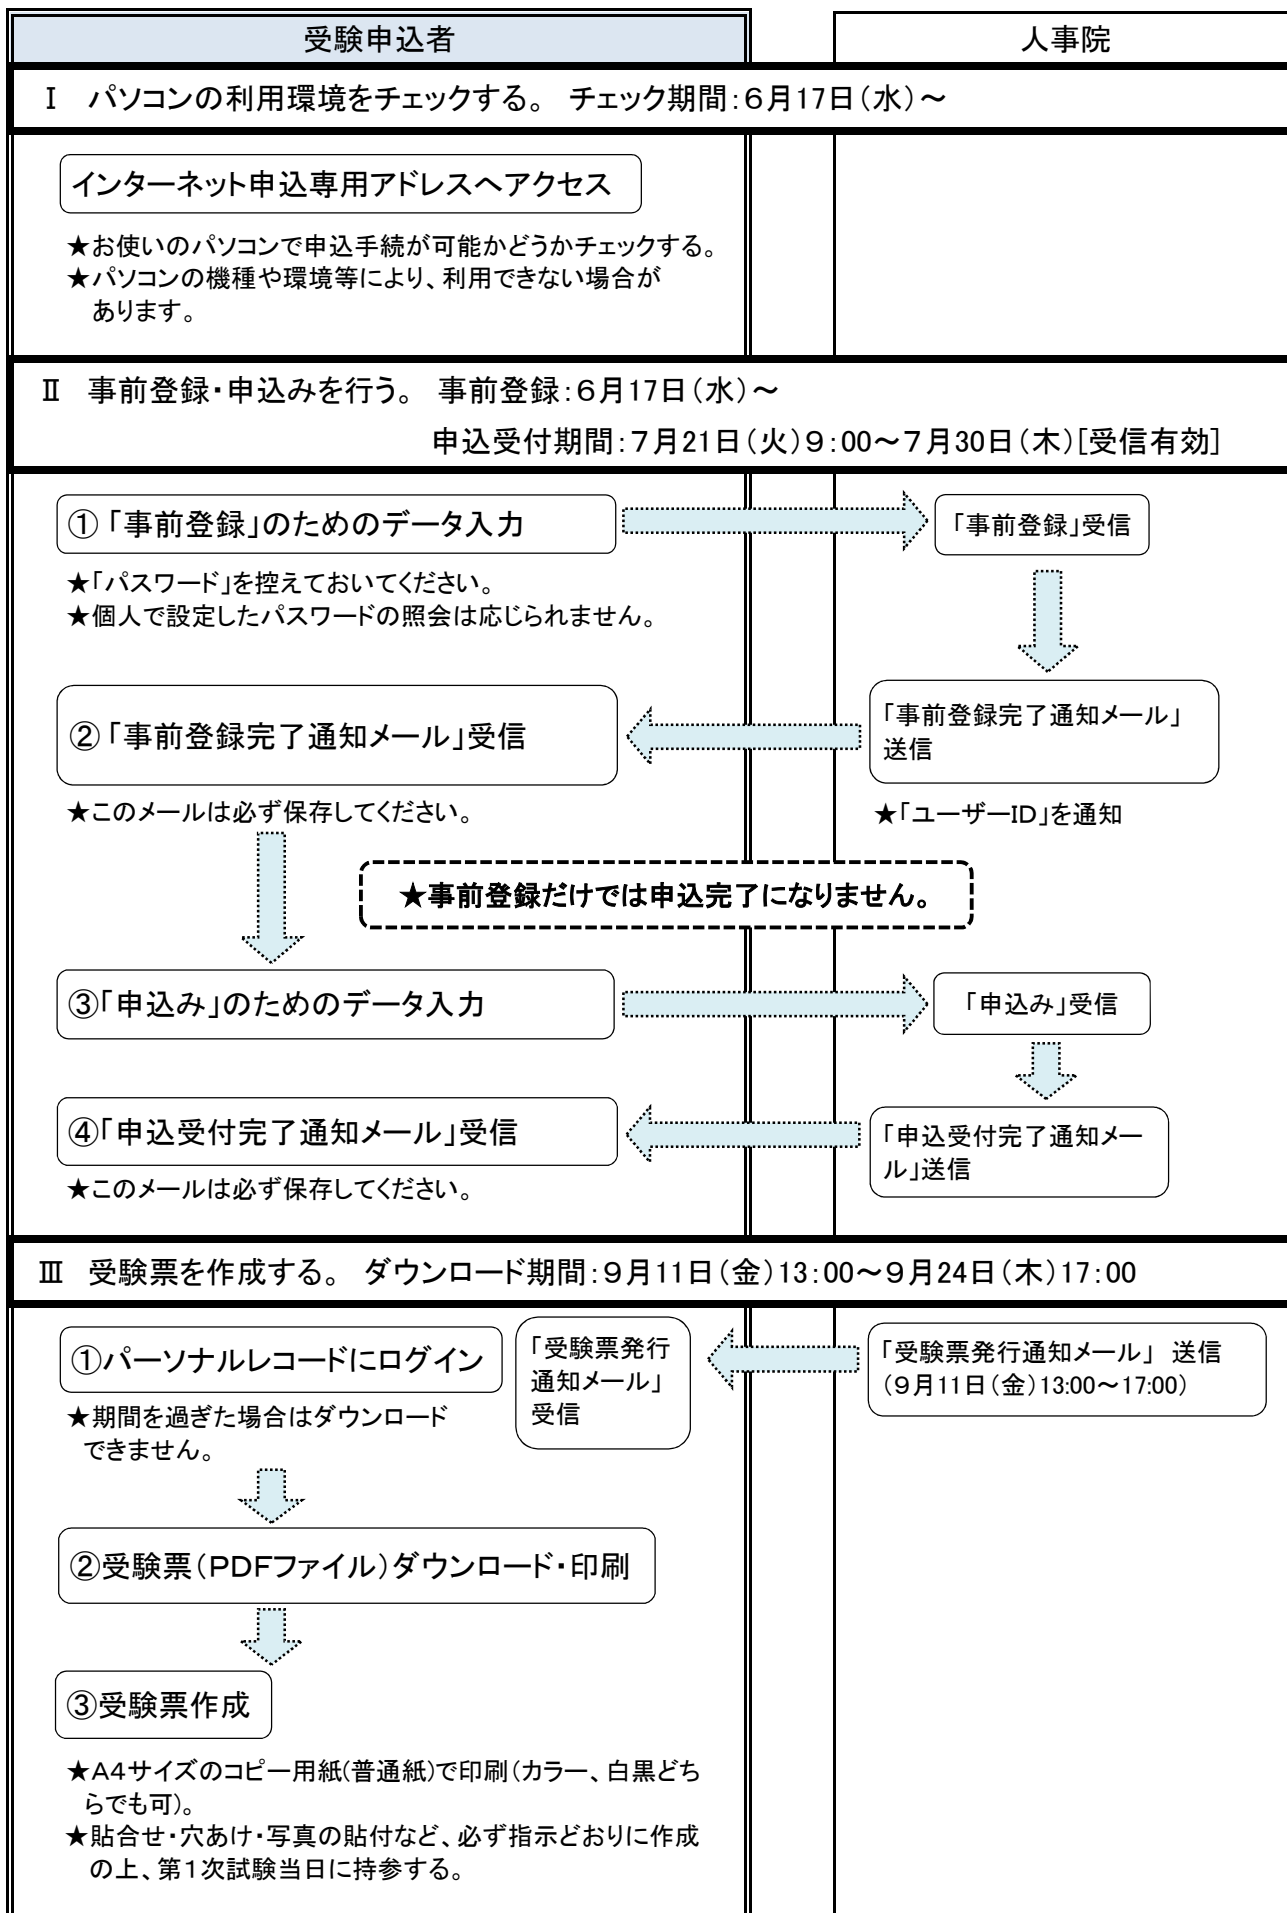 受験申込者
人事院
Ⅰ　パソコンの利用環境をチェックする。　チェック期間：６月17日（水）～
インターネット申込専用アドレスへアクセス
★お使いのパソコンで申込手続が可能かどうかチェックする。
★パソコンの機種や環境等により、利用できない場合が
あります。
Ⅱ　事前登録・申込みを行う。　事前登録：６月17日（水）～
申込受付期間：７月21日（火）９：00～７月30日（木）［受信有効］
①「事前登録」のためのデータ入力
「事前登録」受信
★「パスワード」を控えておいてください。
★個人で設定したパスワードの照会は応じられません。
②「事前登録完了通知メール」受信
「事前登録完了通知メール」
送信
★このメールは必ず保存してください。
★「ユーザーID」を通知
★事前登録だけでは申込完了になりません。
③「申込み」のためのデータ入力
「申込み」受信
④「申込受付完了通知メール」受信
「申込受付完了通知メー
ル」送信
★このメールは必ず保存してください。
Ⅲ　受験票を作成する。　ダウンロード期間：９月11日（金）13：00～９月24日（木）17：00
①パーソナルレコードにログイン
「受験票発行
通知メール」
受信
「受験票発行通知メール」　送信
（９月11日（金）13:00～17:00）
★期間を過ぎた場合はダウンロード
できません。
②受験票（PDFファイル）ダウンロード・印刷
③受験票作成
★Ａ４サイズのコピー用紙(普通紙)で印刷（カラー、白黒どち
らでも可）。
★貼合せ・穴あけ・写真の貼付など、必ず指示どおりに作成
の上、第１次試験当日に持参する。